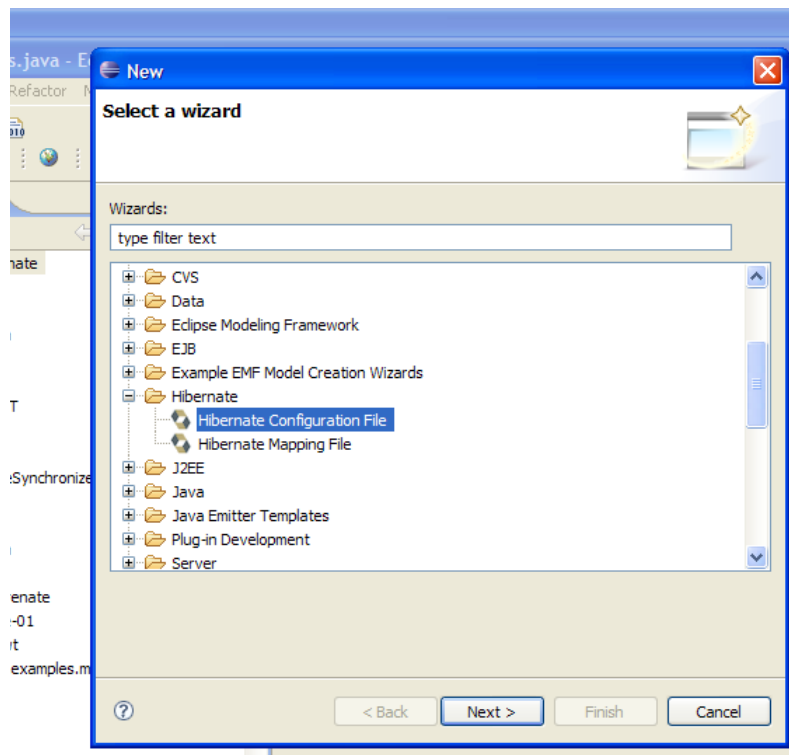 s.java - E
Refactor
New
Select a wizard
010
Wizards:
type filter text
nate
CVS
Data
Eclipse Modeling Framework
EJB
Example EMF Model Creation Wizards
Hibernate
Hibernate Configuration File
T
Hibernate Mapping File
J2EE
eSynchronize
Java
Java Emitter Templates
Plug-in Development
Server
enate
-01
examples.m
< Back
Next >
Finish
Cancel